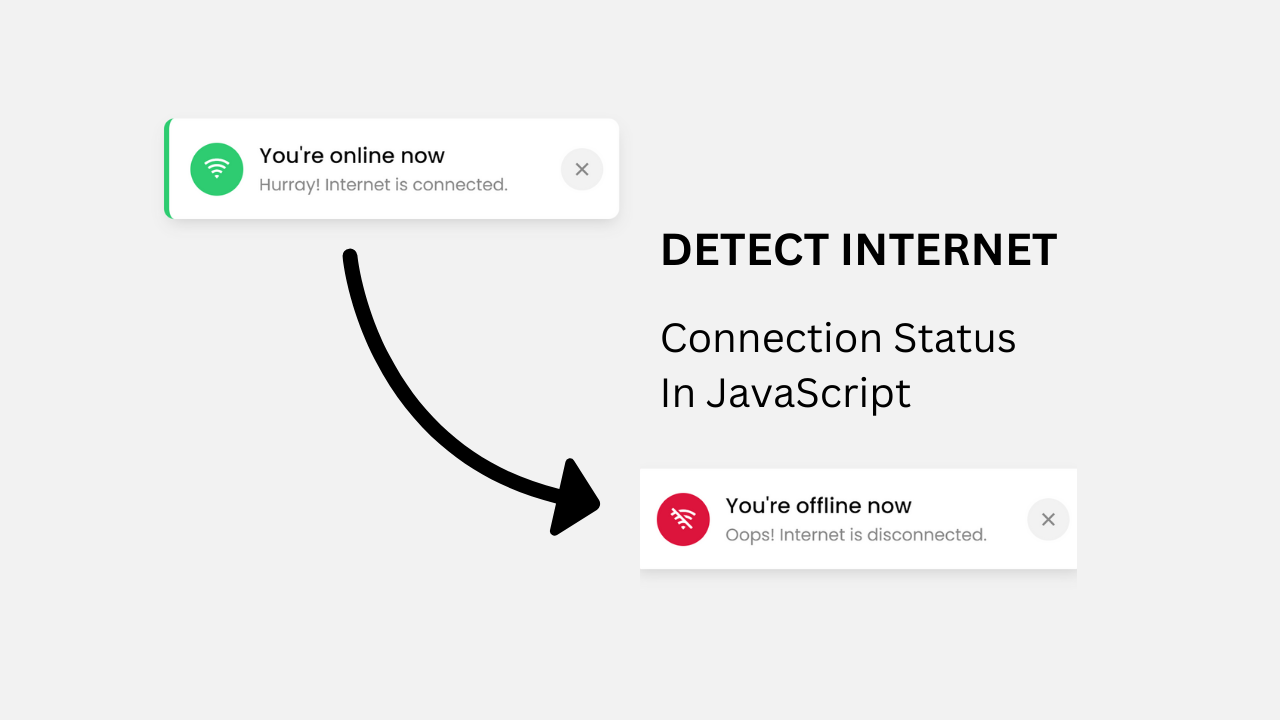 You're online now
Hurray! Internet is connected.
DETECT INTERNET
Connection Status
In JavaScript
You're offline now
Oops! Internet is disconnected.